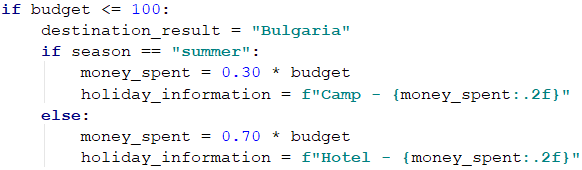 if budget <= 100:
    destination_result = "Bulgaria"
    if season == "summer":
        money_spent = 0.30 * budget
        holiday_information = f"Camp - {money_spent:.2f}"
    else:
        money_spent = 0.70 * budget
        holiday_information = f"Hotel - {money_spent:.2f}"